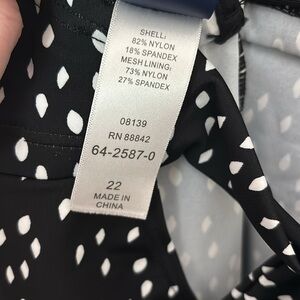 SHELL:
82% NYLON
18% SPANDEX
MESH LINING:
73% NYLON
27% SPANDEX
08139
RN 88842
64-2587-0
22
MADE IN
CHINA